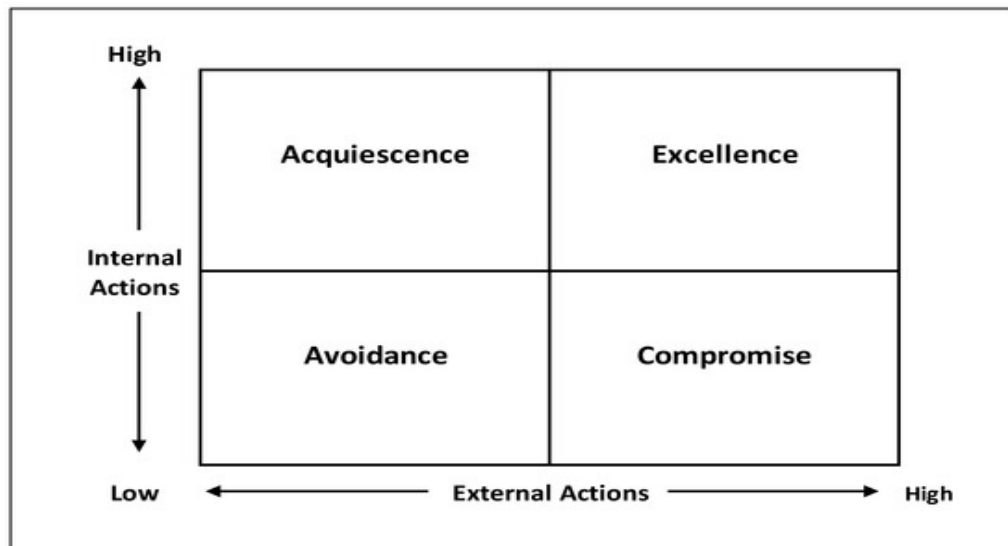 High
Acquiescence
Excellence
Internal
Actions
Avoidance
Compromise
Low
External Actions
High